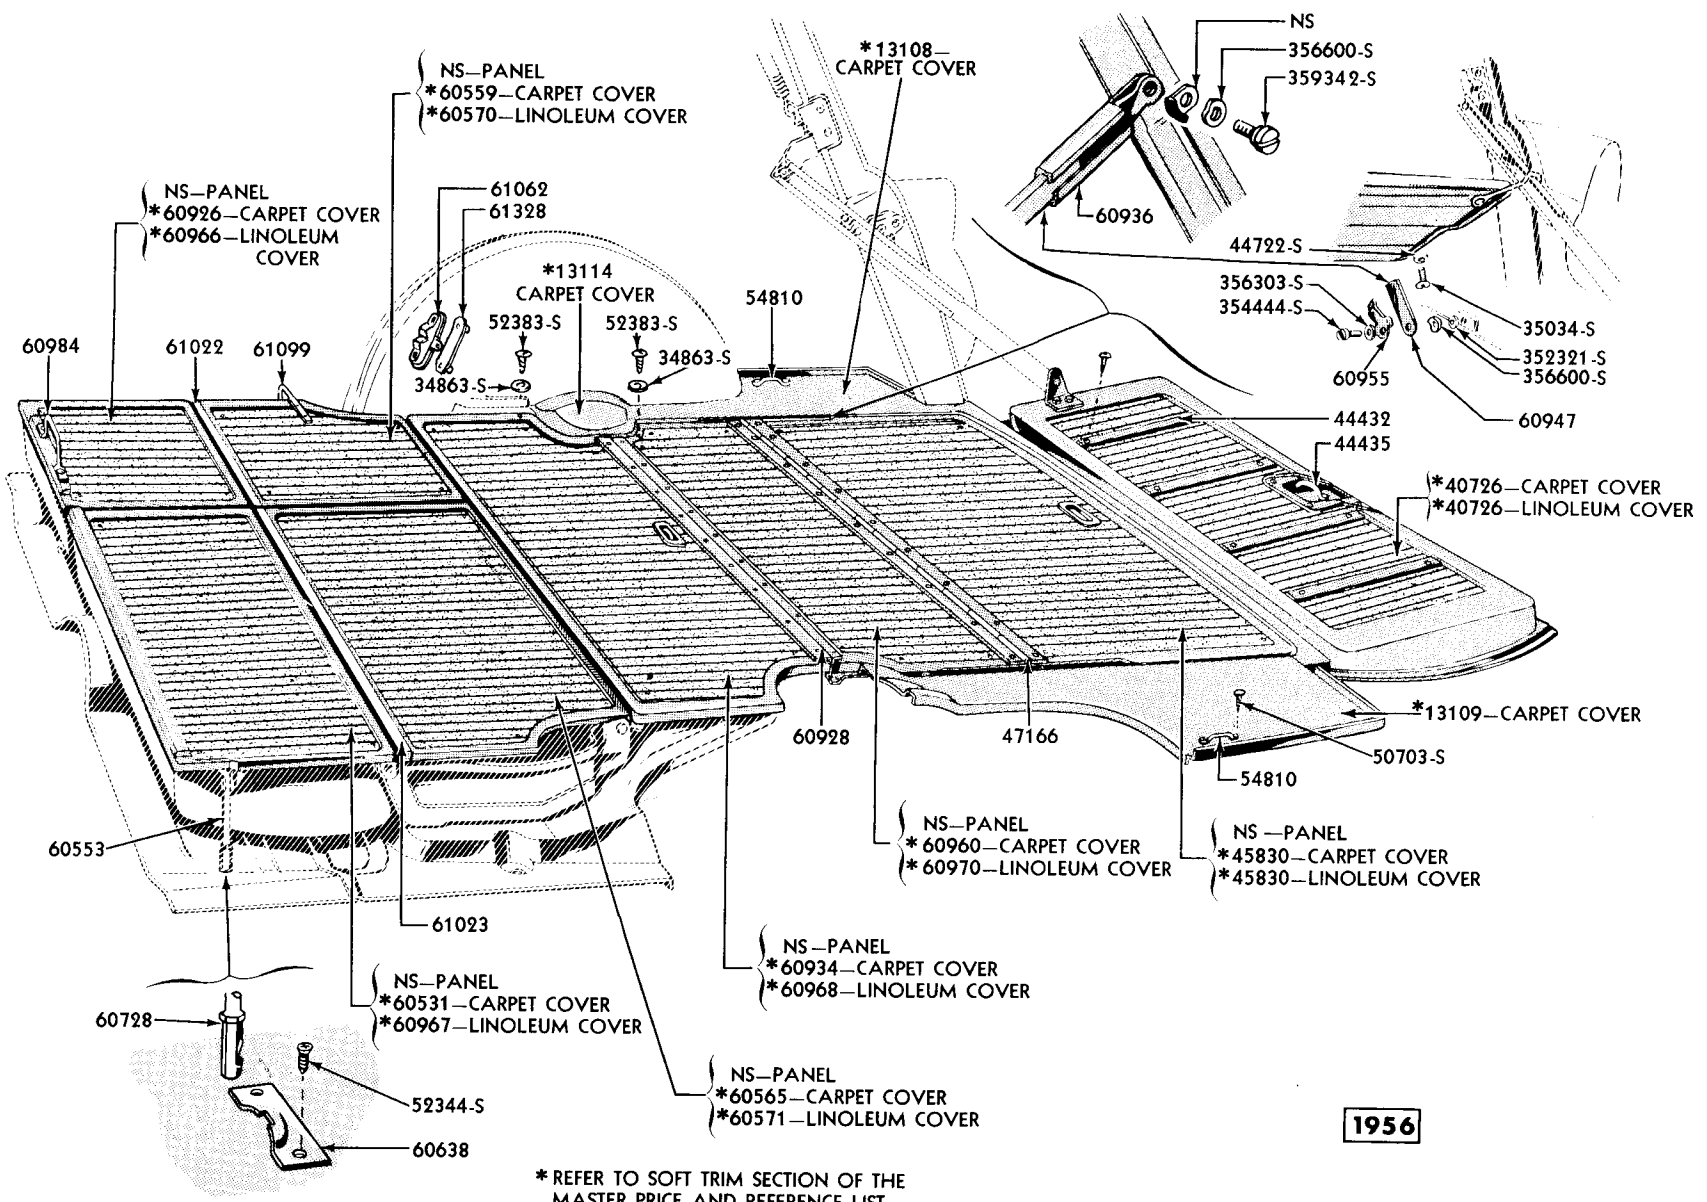 NS
356600-S
359342-S
*13108—
CARPET COVER
NS—PANEL
*60559—CARPET COVER
*60570—LINOLEUM COVER
NS—PANEL
*60926—CARPET COVER
*60966—LINOLEUM
COVER
61062
61328
60936
44722-S
356303-S
354444-S
35034-S
352321-S
356600-S
60955
60947
*13114
CARPET COVER
54810
52383-S
52383-S
34863-S
34863-S
60984
61022
61099
44432
44435
*40726—CARPET COVER
*40726—LINOLEUM COVER
*13109—CARPET COVER
50703-S
54810
60928
47166
60553
61023
NS—PANEL
*60960—CARPET COVER
*60970—LINOLEUM COVER
NS—PANEL
*45830—CARPET COVER
*45830—LINOLEUM COVER
NS—PANEL
*60934—CARPET COVER
*60968—LINOLEUM COVER
NS—PANEL
*60531—CARPET COVER
*60967—LINOLEUM COVER
60728
NS—PANEL
*60565—CARPET COVER
*60571—LINOLEUM COVER
52344-S
60638
1956
* REFER TO SOFT TRIM SECTION OF THE
MASTER PRICE AND REFERENCE LIST